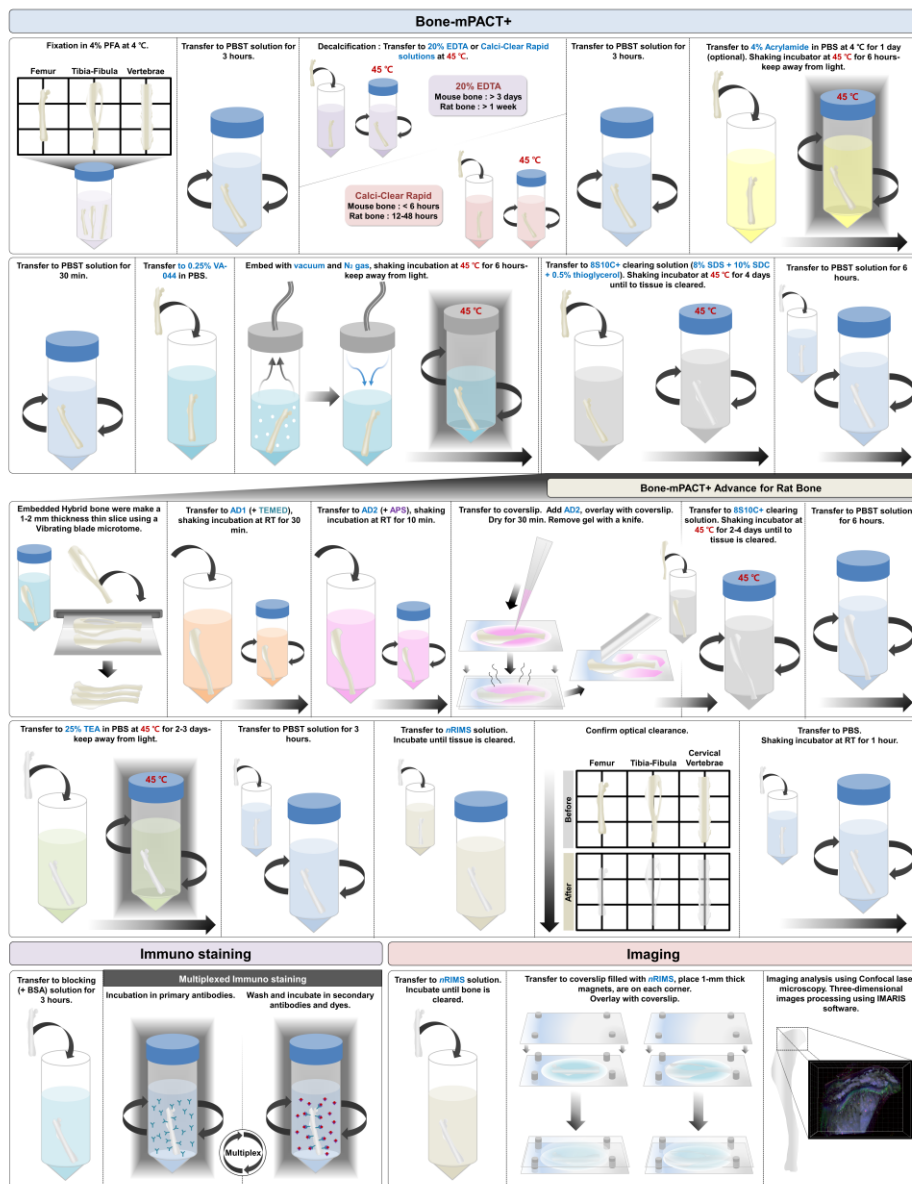 Bone-mPACT+
Fixation in 4% PFA at 4 ℃.
Femur
Tibia-Fibula
Vertebrae
Transfer to PBST solution for
3 hours.
Decalcification : Transfer to 20% EDTA or Calci-Clear Rapid
solutions at 45 ℃.
45 ℃
20% EDTA
Mouse bone : > 3 days
Rat bone : > 1 week
45 ℃
Calci-Clear Rapid
Mouse bone : < 6 hours
Rat bone : 12-48 hours
Transfer to PBST solution for
3 hours.
Transfer to 4% Acrylamide in PBS at 4 ℃ for 1 day
(optional). Shaking incubator at 45 ℃ for 6 hours-
keep away from light.
45 ℃
Transfer to PBST solution for
30 min.
Transfer to 0.25% VA-
044 in PBS.
Embed with vacuum and N₂ gas, shaking incubation at 45 ℃ for 6 hours-
keep away from light.
45 ℃
Transfer to 8S10C+ clearing solution (8% SDS + 10% SDC
+ 0.5% thioglycerol). Shaking incubator at 45 ℃ for 4 days
until to tissue is cleared.
45 ℃
Transfer to PBST solution for 6
hours.
Bone-mPACT+ Advance for Rat Bone
Embedded Hybrid bone were make a
1-2 mm thickness thin slice using a
Vibrating blade microtome.
Transfer to AD1 (+ TEMED),
shaking incubation at RT for 30
min.
Transfer to AD2 (+ APS), shaking
incubation at RT for 10 min.
Transfer to coverslip. Add AD2, overlay with coverslip.
Dry for 30 min. Remove gel with a knife.
Transfer to 8S10C+ clearing
solution. Shaking incubator at
45 ℃ for 2-4 days until to
tissue is cleared.
45 ℃
Transfer to PBST solution
for 6 hours.
Transfer to 25% TEA in PBS at 45 ℃ for 2-3 days-
keep away from light.
45 ℃
Transfer to PBST solution for 3
hours.
Transfer to nRIMS solution.
Incubate until tissue is cleared.
Confirm optical clearance.
Femur
Tibia-Fibula
Cervical
Vertebrae
Before
After
Transfer to PBS.
Shaking incubator at RT for 1 hour.
Immuno staining
Transfer to blocking
(+ BSA) solution for
3 hours.
Multiplexed Immuno staining
Incubation in primary antibodies.
Wash and incubate in secondary
antibodies and dyes.
Multiplex
Imaging
Transfer to nRIMS solution.
Incubate until bone is
cleared.
Transfer to coverslip filled with nRIMS, place 1-mm thick
magnets, are on each corner.
Overlay with coverslip.
Imaging analysis using Confocal laser
microscopy. Three-dimensional
images processing using IMARIS
software.